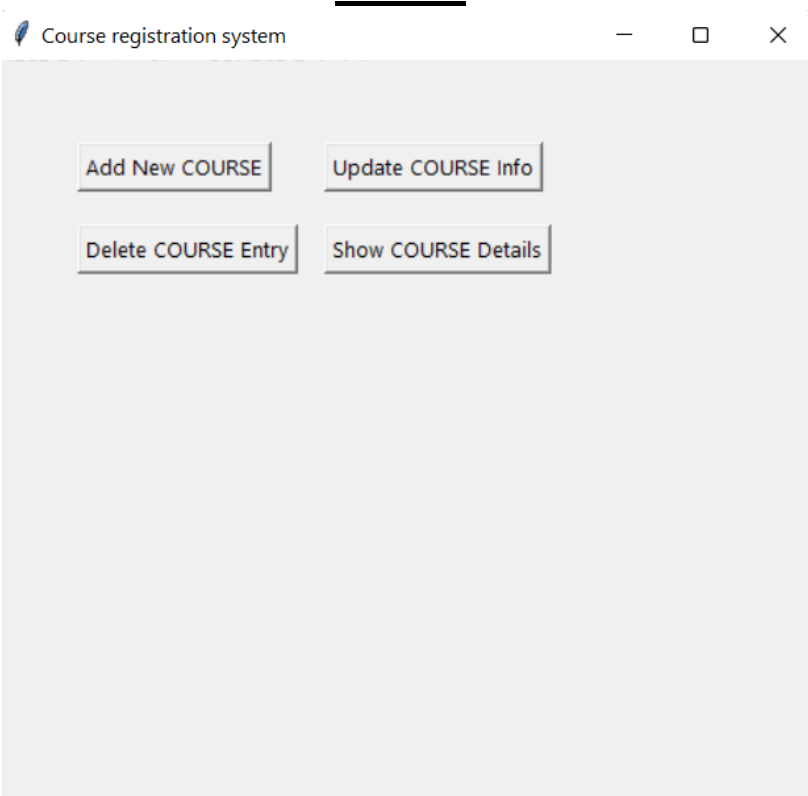 Course registration system
Add New COURSE Update COURSE Info
Delete COURSE Entry Show COURSE Details